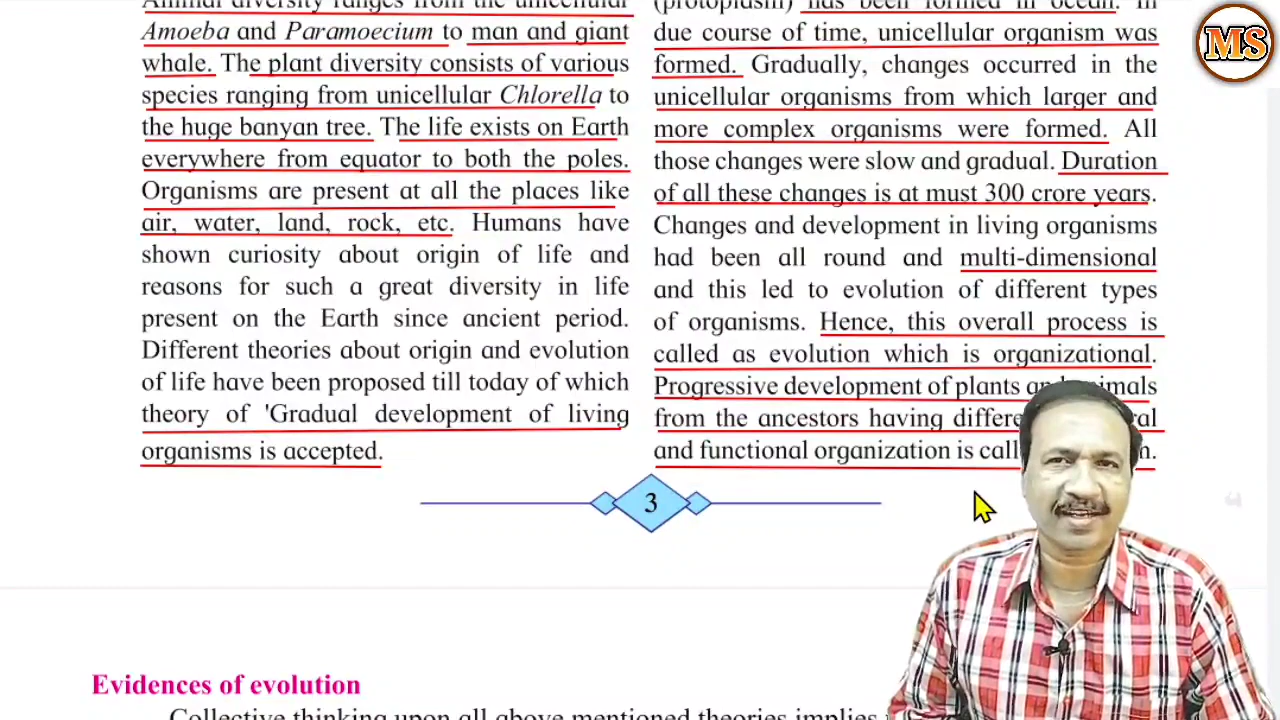 Animal diversity ranges from the unicellular
Amoeba and Paramoecium to man and giant
whale. The plant diversity consists of various
species ranging from unicellular Chlorella to
the huge banyan tree. The life exists on Earth
everywhere from equator to both the poles.
Organisms are present at all the places like
air, water, land, rock, etc. Humans have
shown curiosity about origin of life and
reasons for such a great diversity in life
present on the Earth since ancient period.
Different theories about origin and evolution
of life have been proposed till today of which
theory of 'Gradual development of living
organisms is accepted.
(protoplasm) has been formed in ocean. In
due course of time, unicellular organism was
formed. Gradually, changes occurred in the
unicellular organisms from which larger and
more complex organisms were formed. All
those changes were slow and gradual. Duration
of all these changes is at must 300 crore years.
Changes and development in living organisms
had been all round and multi-dimensional
and this led to evolution of different types
of organisms. Hence, this overall process is
called as evolution which is organizational.
Progressive development of plants and animals
from the ancestors having
and functional organization is
3
Evidences of evolution
Collective thinking upon all above mentioned theories implies
MS